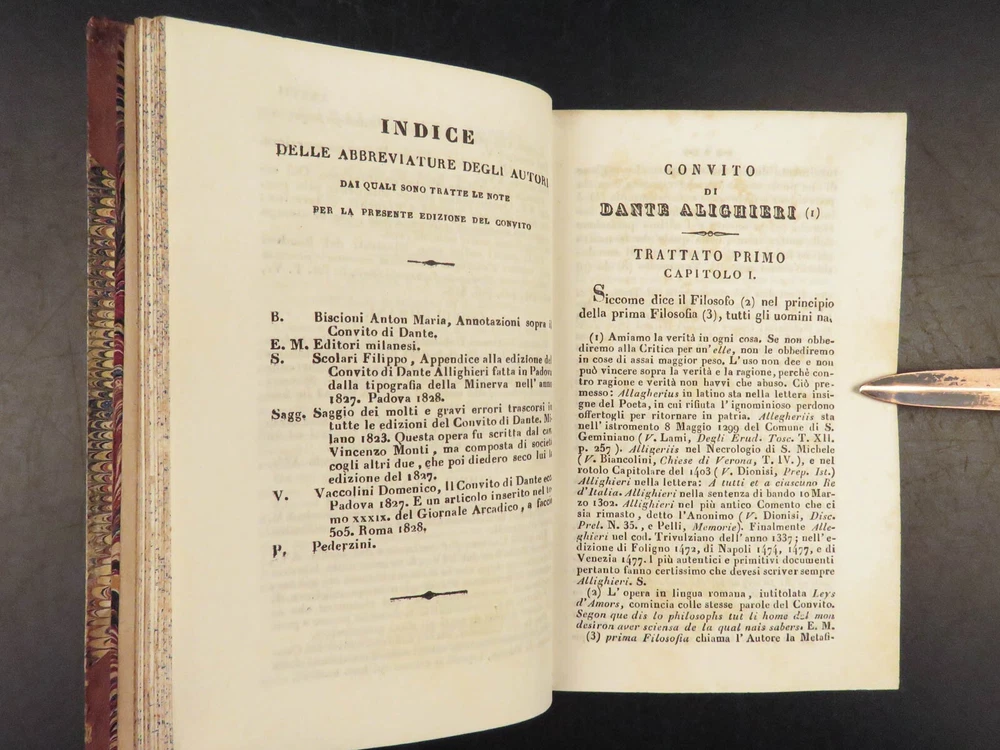 INDICE
DELLE ABBREVIATURE DEGLI AUTORI
DAI QUALI SONO TRATTE LE NOTE
PER LA PRESENTE EDIZIONE DEL CONVITO
B. Biscioni Anton Maria, Annotazioni sopra il
Convito di Dante.
E. M. Editori milanesi.
S. Scolari Filippo, Appendice alla edizione del
Convito di Dante Allighieri fatta in Padova
dalla tipografia della Minerva nell' anno
1827. Padova 1828.
Sagg. Saggio dei molti e gravi errori trascorsi in
tutte le edizioni del Convito di Dante. Mi-
lano 1823. Questa opera fu scritta dal cav.
Vincenzo Monti, ma composta di società
cogli altri due, che poi diedero seco lui la
edizione del 1827.
V. Vaccolini Domenico, Il Convito di Dante ecc.
Padova 1827. E un articolo inserito nel to-
mo XXXIX. del Giornale Arcadico, a facce
505. Roma 1828.
P. Pederzini.
CONVITO
DI
DANTE ALIGHIERI (1)
TRATTATO PRIMO
CAPITOLO I.
Siccome dice il Filosofo (2) nel principio
della prima Filosofia (3), tutti gli uomini na-
(1) Amiamo la verità in ogni cosa. Se non obbe-
diremo alla Critica per un' elle, non le obbediremo
in cose di assai maggior peso. L'uso non dee e non
può vincere sopra la verità e la ragione, perchè con-
tro ragione e verità non havvi che abuso. Ciò pre-
messo: Allagherius in latino sta nella lettera insi-
gne del Poeta, in cui rifiuta l'ignominioso perdono
offertogli per ritornare in patria. Allegheriis sta
nell'istromento 8 Maggio 1299 del Comune di S.
Geminiano (V. Lami, Degli Erud. Tosc. T. XII.
p. 257). Alligeriis nel Necrologio di S. Michele
(V. Biancolini, Chiese di Verona, T. IV.), e nel
rotolo Capitolare del 1403 (V. Dionisi, Prep. Ist.)
Allighieri nella lettera: A tutti et a ciuscuno Re
d'Italia. Allighieri nella sentenza di bando 10 Mar-
zo 1302. Allighieri nel più antico Comento che ci
sia rimasto, detto l'Anonimo (V. Dionisi, Disc.
Prel. N. 35., e Pelli, Memorie). Finalmente Alle-
ghieri nel cod. Trivulziano dell'anno 1337; nell'e-
dizione di Foligno 1472, di Napoli 1474, 1477, e di
Venezia 1477. I più autentici e primitivi documenti
pertanto fanno certissimo che devesi scriver sempre
Allighieri. S.
(2) L' opera in lingua romana, intitolata Leys
d'Amors, comincia colle stesse parole del Convito.
Segon que dis lo philosophs tut li home del mon
desiron aver sciensa de la qual nais sabers. E. M.
(3) prima Filosofia chiama l'Autore la Metafi-